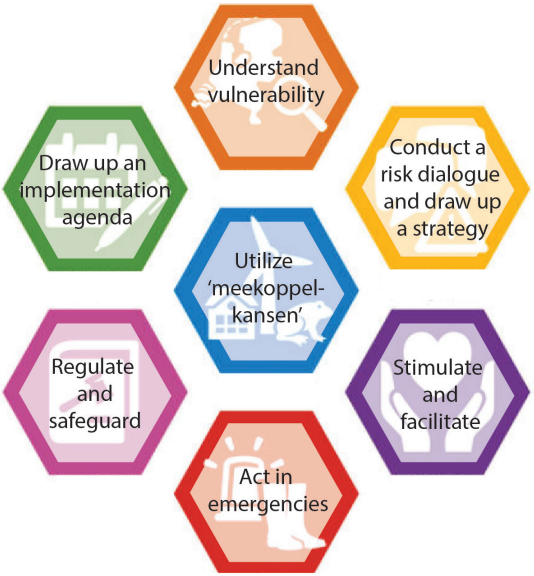 Understand
vulnerability
Draw up an
implementation
agenda
Conduct a
risk dialogue
and draw up
a strategy
Utilize
‘meekoppel-
kansen’
Regulate
and
safeguard
Stimulate
and
facilitate
Act in
emergencies